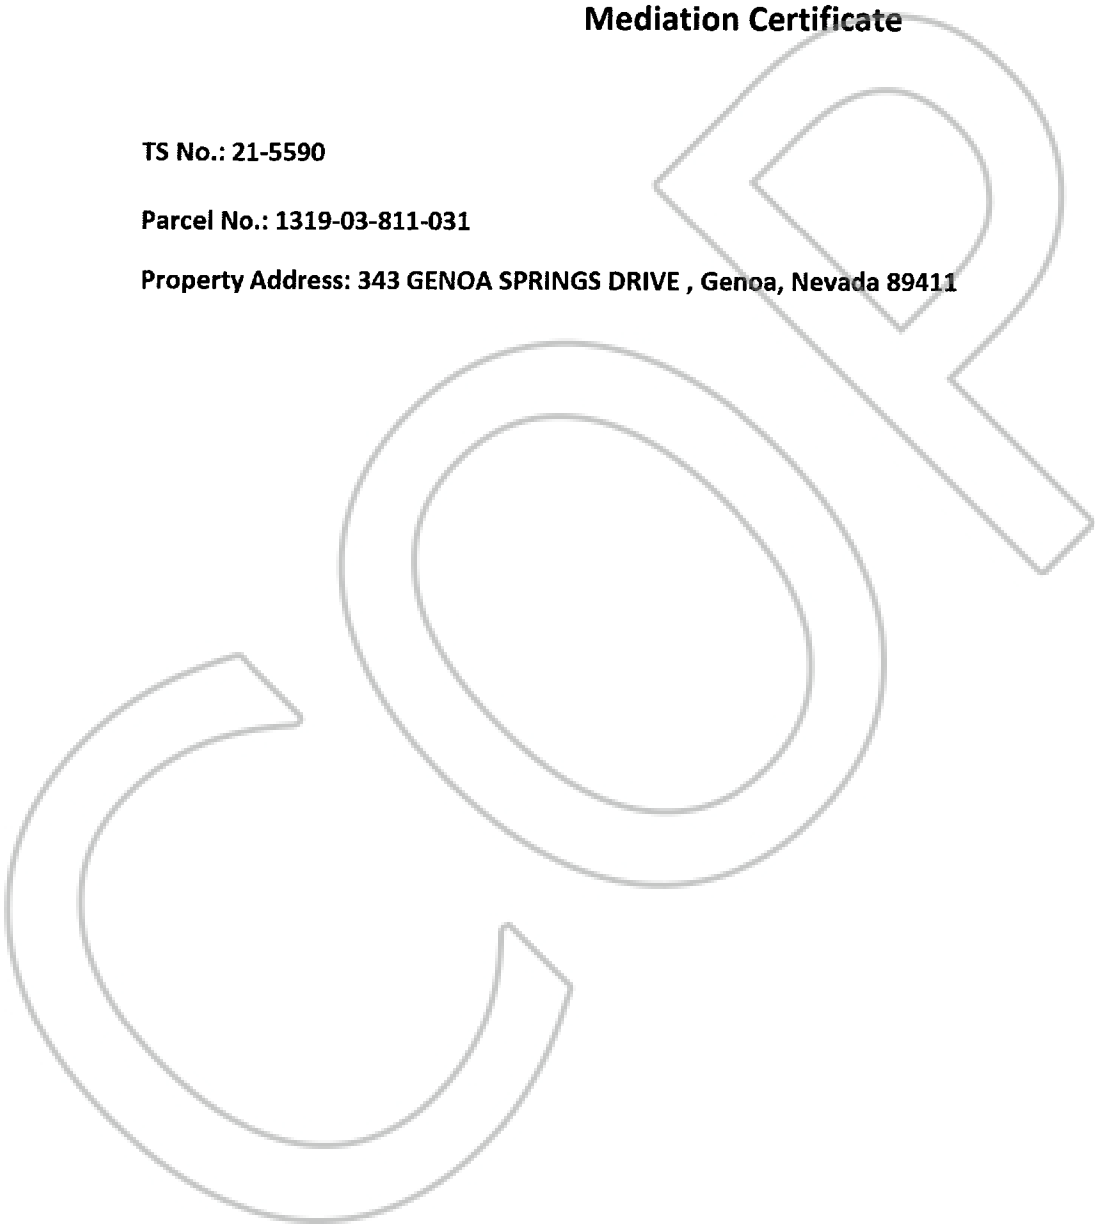 Mediation Certificate
TS No.: 21-5590
Parcel No.: 1319-03-811-031
Property Address: 343 GENOA SPRINGS DRIVE , Genoa, Nevada 89411
COP